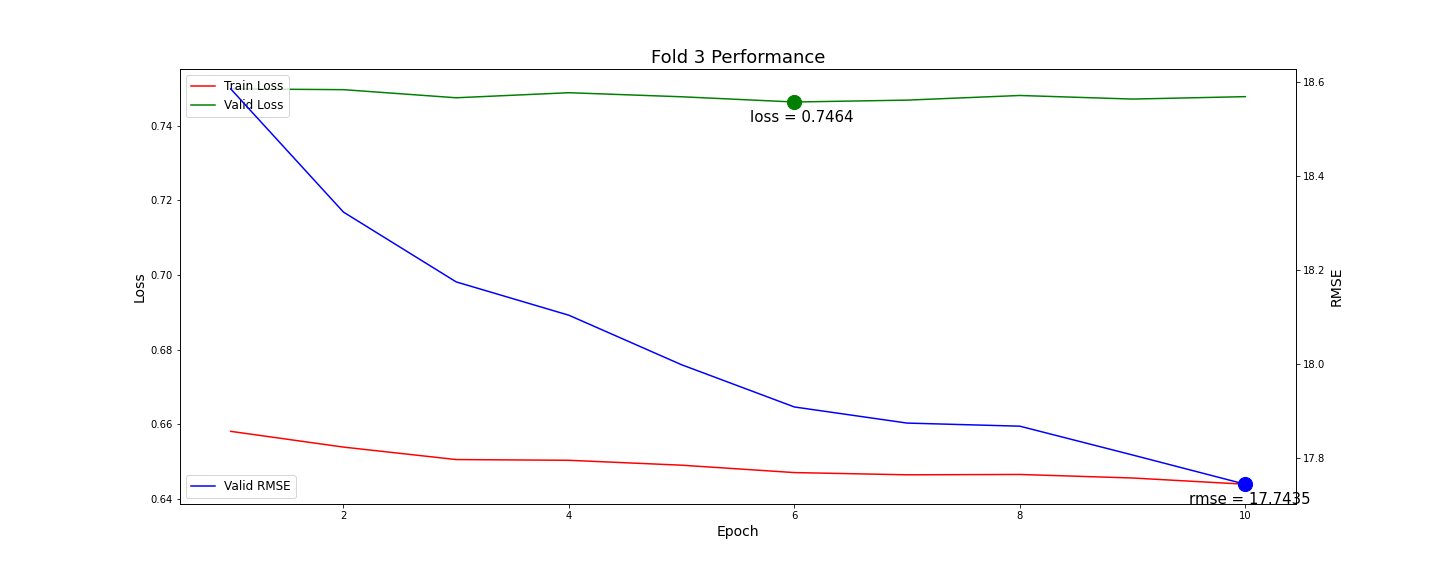 Fold 3 Performance
Train Loss
Valid Loss
Valid RMSE
loss = 0.7464
rmse = 17.7435
Loss
0.74
0.72
0.70
0.68
0.66
0.64
RMSE
18.6
18.4
18.2
18.0
17.8
2
4
6
8
10
Epoch